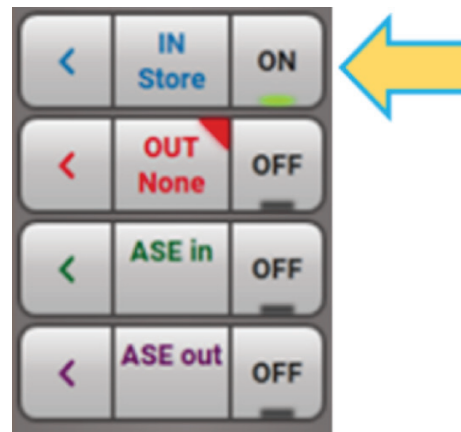 <
IN
Store
ON
<
OUT
None
OFF
<
ASE in
OFF
<
ASE out
OFF